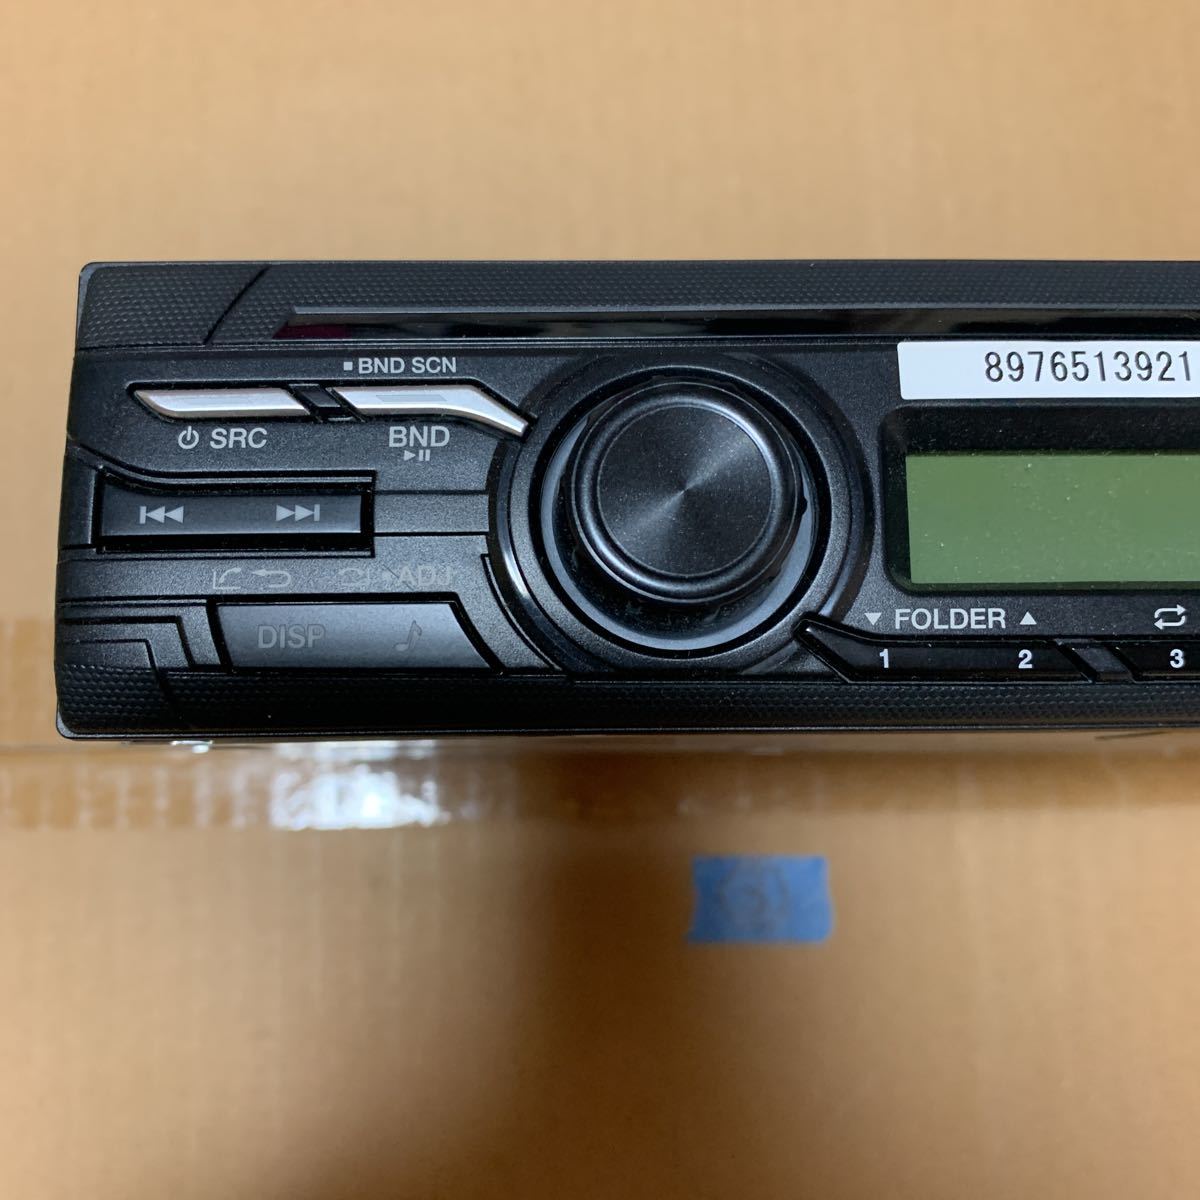 BND SCN
8976513921
SRC
BND
ADJ
DISP
FOLDER
1 2 3